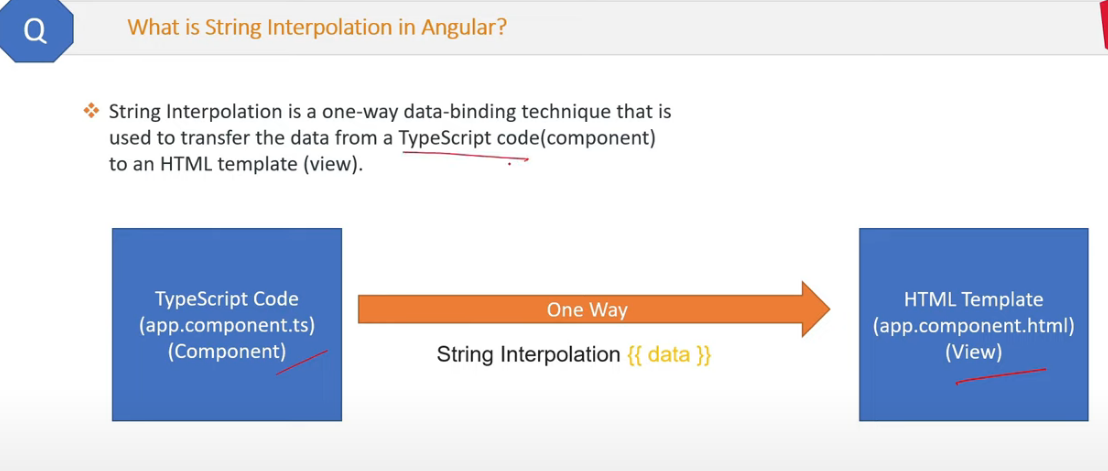 Q
What is String Interpolation in Angular?
String Interpolation is a one-way data-binding technique that is
used to transfer the data from a TypeScript code(component)
to an HTML template (view).
TypeScript Code
(app.component.ts)
(Component)
One Way
String Interpolation {{ data }}
HTML Template
(app.component.html)
(View)